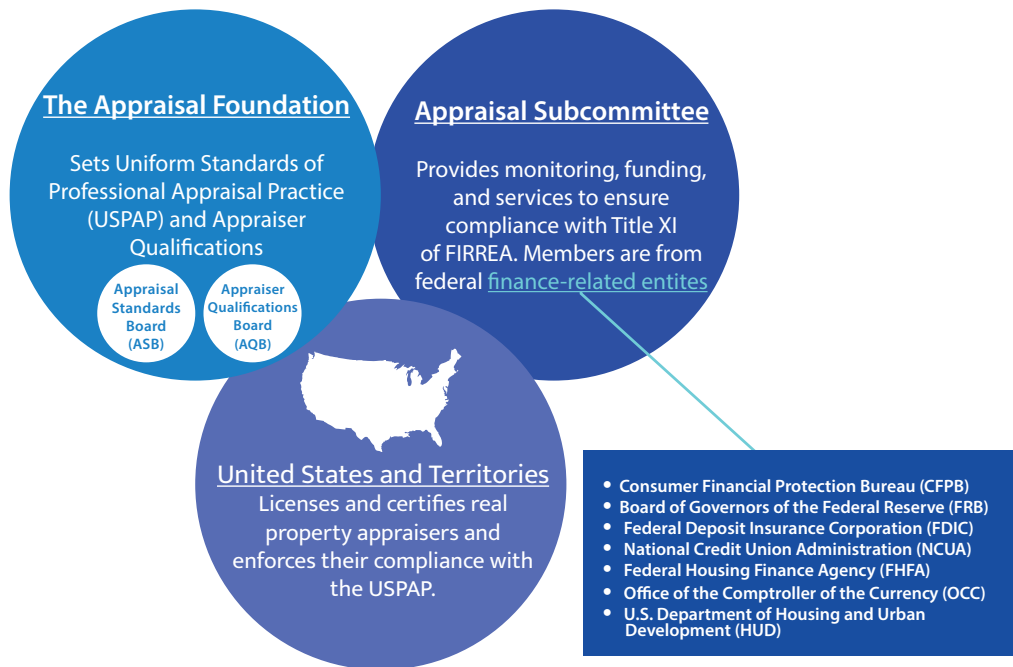 The Appraisal Foundation
Sets Uniform Standards of
Professional Appraisal Practice
(USPAP) and Appraiser
Qualifications
Appraisal
Standards
Board
(ASB)
Appraiser
Qualifications
Board
(AQB)
Appraisal Subcommittee
Provides monitoring, funding,
and services to ensure
compliance with Title XI
of FIRREA. Members are from
federal finance-related entites
United States and Territories
Licenses and certifies real
property appraisers and
enforces their compliance with
the USPAP.
• Consumer Financial Protection Bureau (CFPB)
• Board of Governors of the Federal Reserve (FRB)
• Federal Deposit Insurance Corporation (FDIC)
• National Credit Union Administration (NCUA)
• Federal Housing Finance Agency (FHFA)
• Office of the Comptroller of the Currency (OCC)
• U.S. Department of Housing and Urban
Development (HUD)